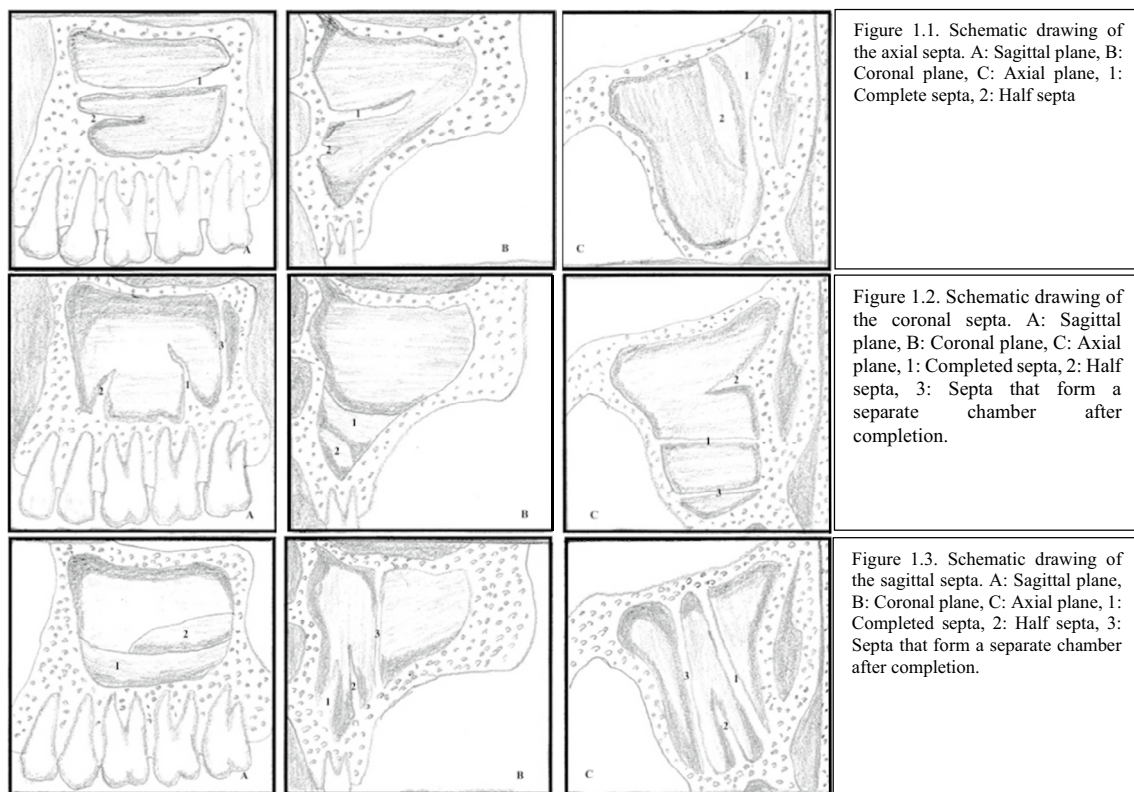 1
2
A
1
2
B
1
2
C
Figure 1.1. Schematic drawing of
the axial septa. A: Sagittal plane, B:
Coronal plane, C: Axial plane, 1:
Complete septa, 2: Half septa
3
2
1
A
1
2
B
2
1
3
C
Figure 1.2. Schematic drawing of
the coronal septa. A: Sagittal
plane, B: Coronal plane, C: Axial
plane, 1: Completed septa, 2: Half
septa, 3: Septa that form a
separate chamber after
completion.
2
1
A
3
2
1
B
3
1
2
C
Figure 1.3. Schematic drawing of
the sagittal septa. A: Sagittal plane,
B: Coronal plane, C: Axial plane, 1:
Completed septa, 2: Half septa, 3:
Septa that form a separate chamber
after completion.